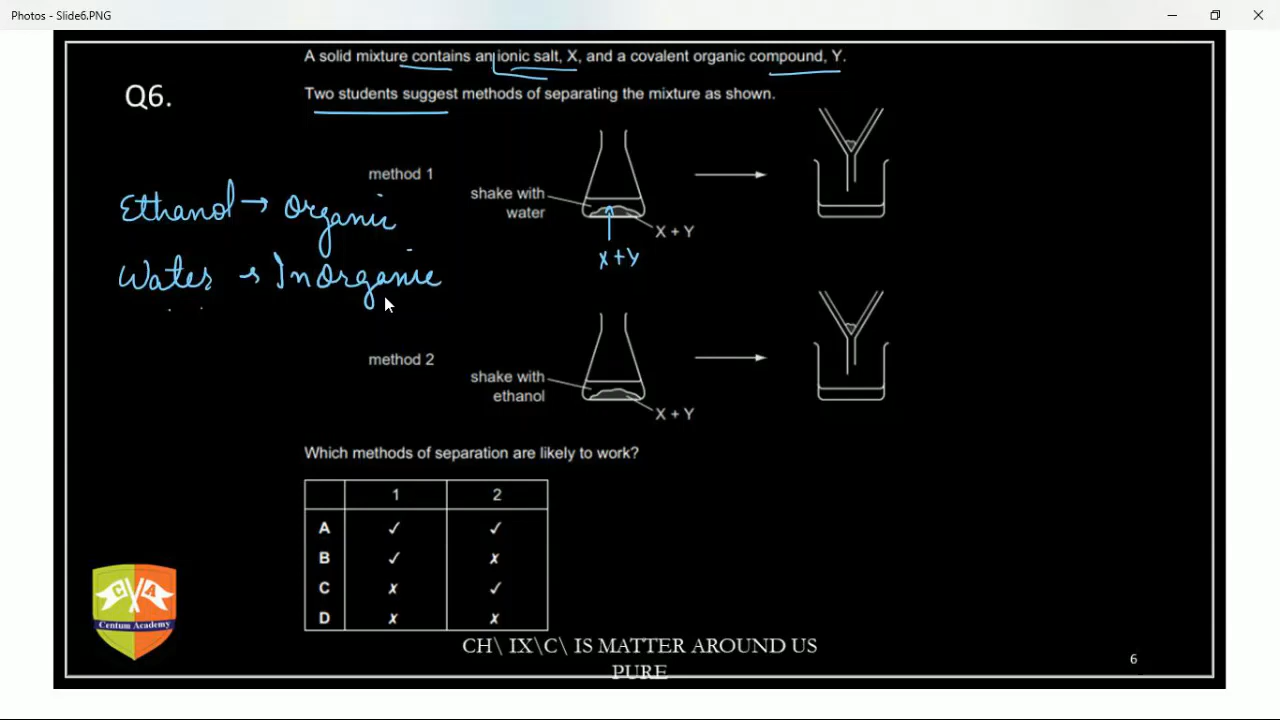 Photos - Slide6.PNG
A solid mixture contains an ionic salt, X, and a covalent organic compound, Y.
Q6.
Two students suggest methods of separating the mixture as shown.
method 1
shake with
water
X + Y
X + Y
Ethanol → Organic
Water → Inorganic
method 2
shake with
ethanol
X + Y
Which methods of separation are likely to work?
1 2
A ✓ ✓
B ✓ ✗
C ✗ ✓
D ✗ ✗
C A
Centum Academy
CH\ IX\C\ IS MATTER AROUND US
PURE
6